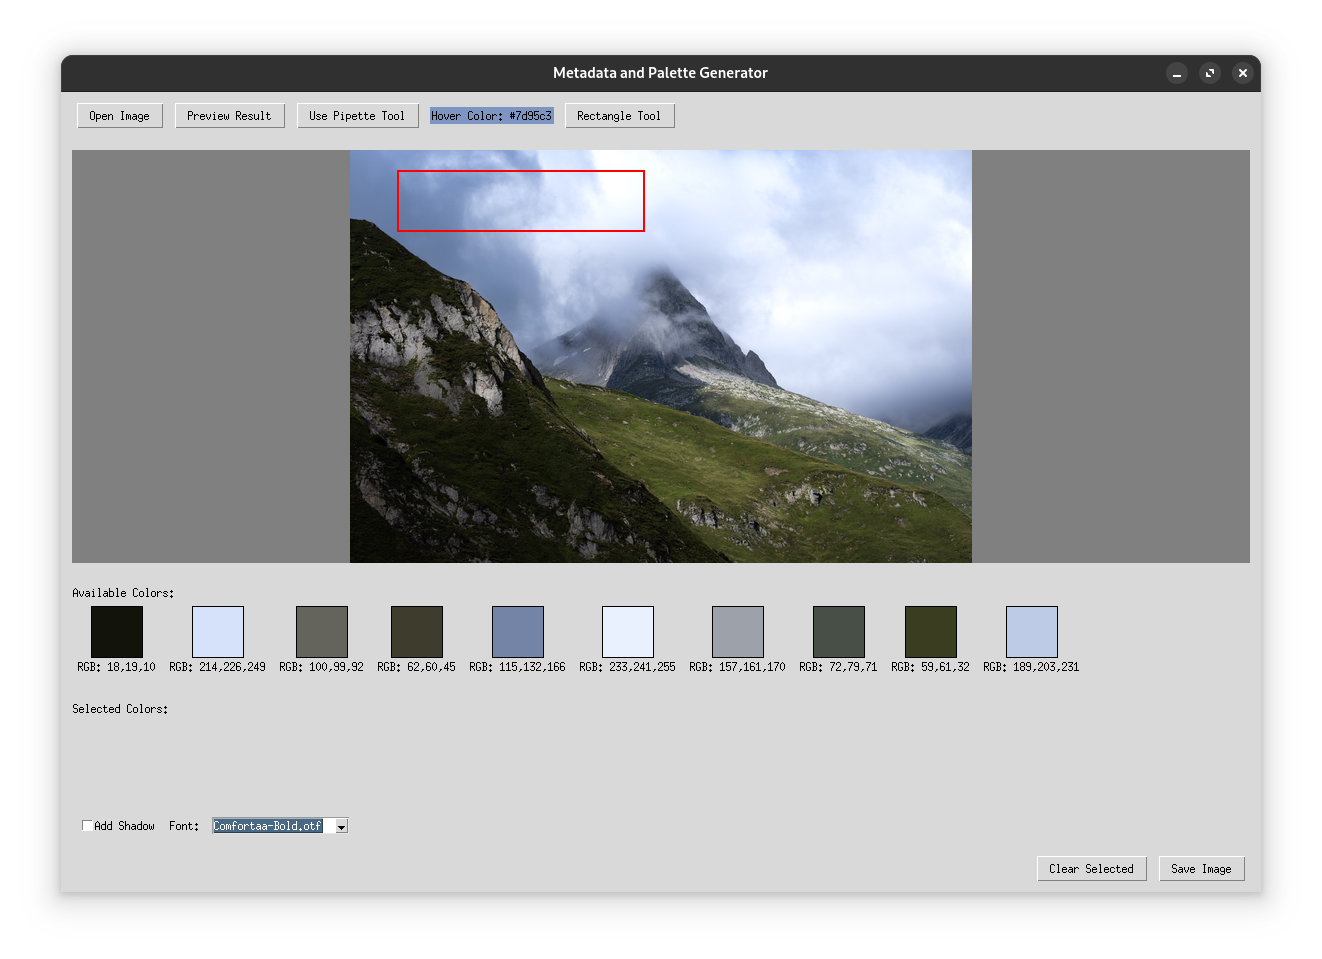 Metadata and Palette Generator
Open Image Preview Result Use Pipette Tool Hover Color: #7d95c3 Rectangle Tool
Available Colors:
RGB: 18,19,10 RGB: 214,226,249 RGB: 100,99,92 RGB: 62,60,45 RGB: 115,132,166 RGB: 233,241,255 RGB: 157,161,170 RGB: 72,79,71 RGB: 59,61,32 RGB: 189,203,231
Selected Colors:
Add Shadow Font: Comfortaa-Bold.otf
Clear Selected Save Image